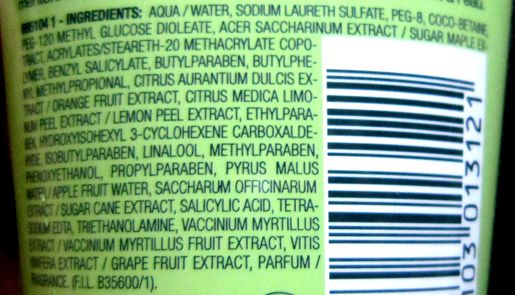 l'eau.
695104 1 - INGREDIENTS: AQUA / WATER, SODIUM LAURETH SULFATE, PEG-8, COCO-BETAINE,
PEG-120 METHYL GLUCOSE DIOLEATE, ACER SACCHARINUM EXTRACT / SUGAR MAPLE EX-
TRACT, ACRYLATES/STEARETH-20 METHACRYLATE COPO-
LYMER, BENZYL SALICYLATE, BUTYLPARABEN, BUTYLPHE-
NYL METHYLPROPIONAL, CITRUS AURANTIUM DULCIS EX-
TRACT / ORANGE FRUIT EXTRACT, CITRUS MEDICA LIMO-
NUM PEEL EXTRACT / LEMON PEEL EXTRACT, ETHYLPARA-
BEN, HYDROXYISOHEXYL 3-CYCLOHEXENE CARBOXALDE-
HYDE, ISOBUTYLPARABEN, LINALOOL, METHYLPARABEN,
PHENOXYETHANOL, PROPYLPARABEN, PYRUS MALUS
WATER / APPLE FRUIT WATER, SACCHARUM OFFICINARUM
EXTRACT / SUGAR CANE EXTRACT, SALICYLIC ACID, TETRA-
SODIUM EDTA, TRIETHANOLAMINE, VACCINIUM MYRTILLUS
EXTRACT / VACCINIUM MYRTILLUS FRUIT EXTRACT, VITIS
VINIFERA EXTRACT / GRAPE FRUIT EXTRACT, PARFUM /
FRAGRANCE. (F.I.L. B35600/1).
103 013121